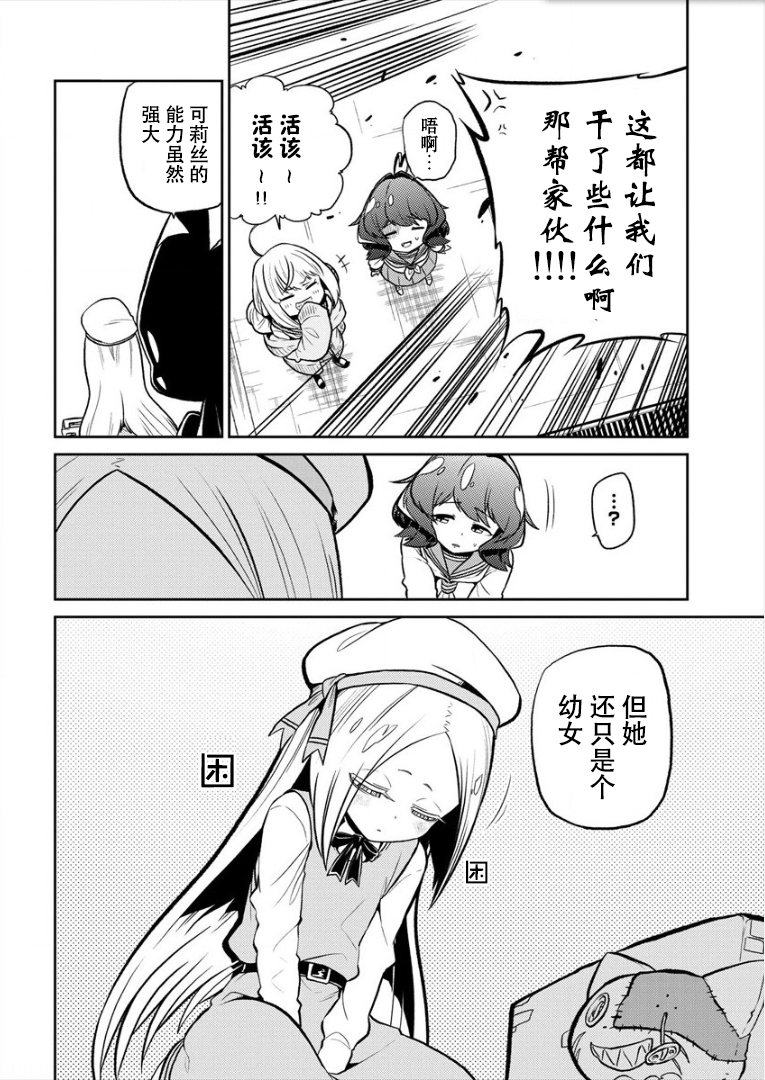 这都让我们
干了些什么啊
那帮家伙
!!!!
唔啊
…
活该～
活该～
!!
可莉丝的
能力虽然
强大
…?
但她
还只是个
幼女
困
困